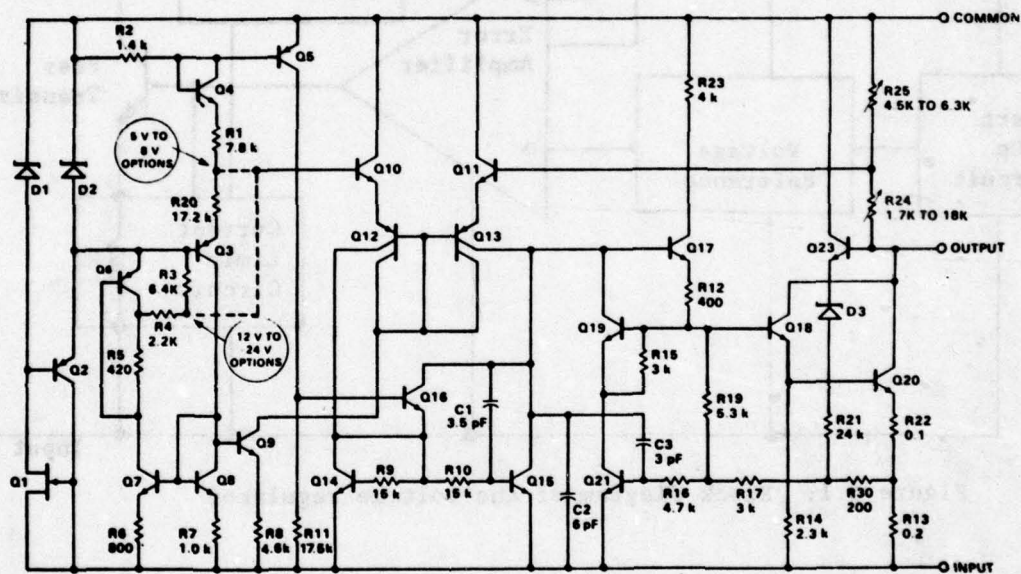 COMMON
R2
1.4 k
Q5
Q4
R23
4 k
R25
4.5K TO 6.3K
5 V TO
8 V
OPTIONS
R1
7.8 k
D1
D2
Q10
Q11
R20
17.2 k
R24
1.7K TO 18K
Q12
Q13
Q17
Q23
OUTPUT
Q3
Q6
R3
6.4K
R12
400
D3
R4
2.2K
12 V TO
24 V
OPTIONS
Q19
Q18
R5
420
R15
3 k
Q2
Q16
Q20
R19
5.3 k
C1
3.5 pF
R21
24 k
R22
0.1
Q9
C3
3 pF
Q1
Q7
Q8
Q14
R9
15
R10
15
Q15
Q21
R16
4.7 k
R17
3 k
R30
200
C2
6 pF
R6
800
R7
1.0 k
R8
4.6k
R11
17.5k
R14
2.3 k
R13
0.2
INPUT